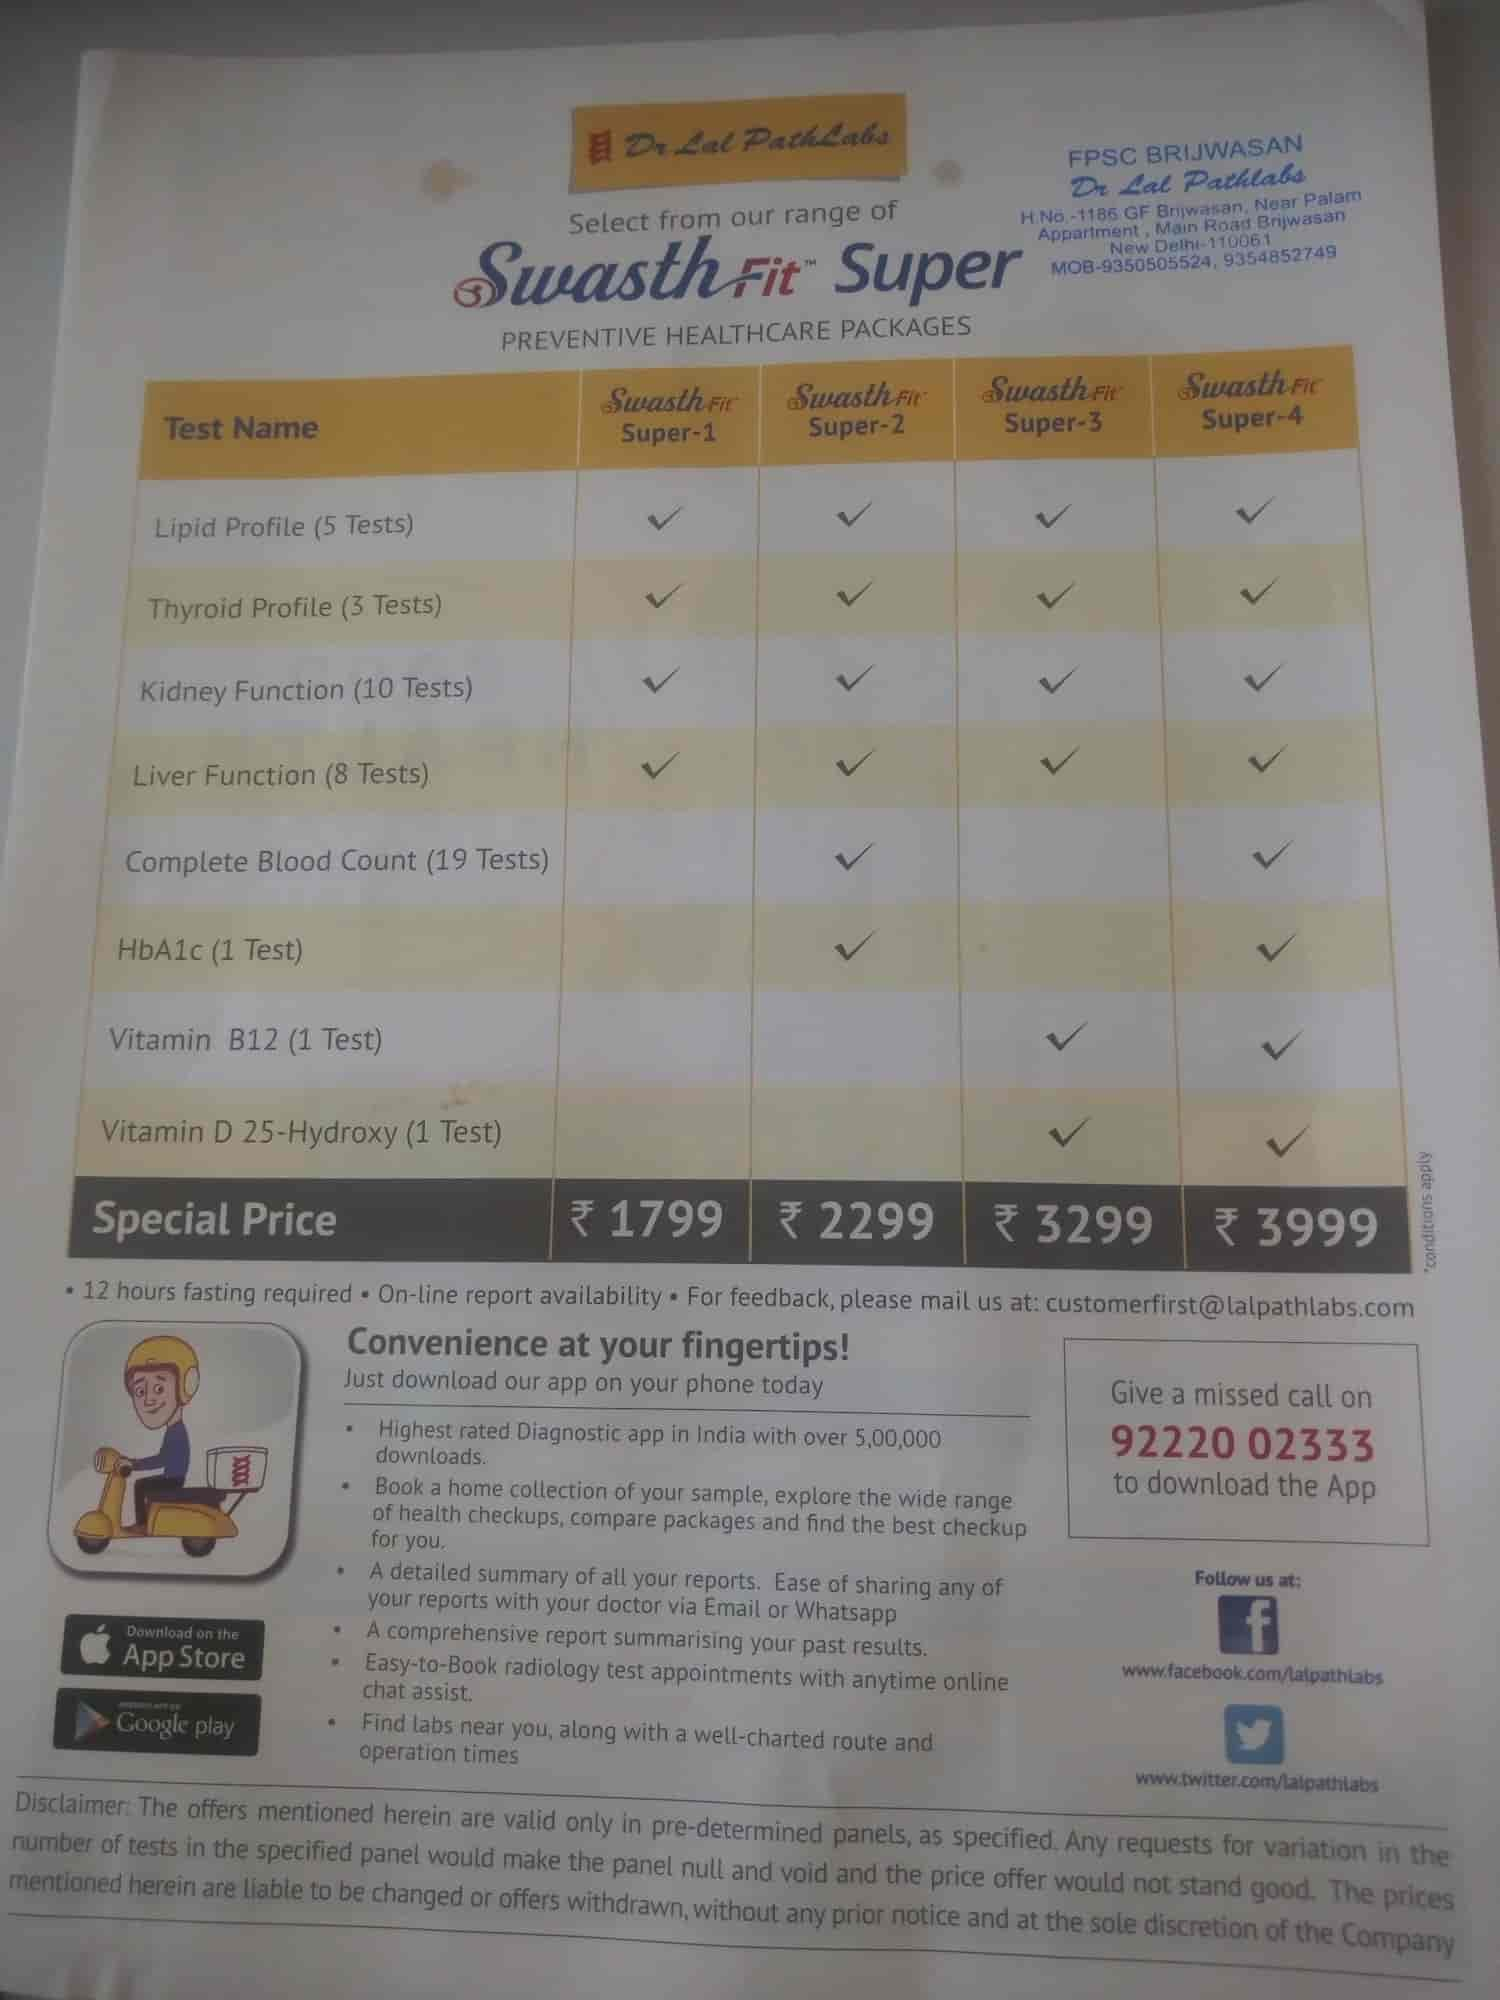 Dr Lal PathLabs
FPSC BRIJWASAN
Dr Lal Pathlabs
H.No.-1186 GF Brijwasan, Near Palam
Appartment , Main Road Brijwasan
New Delhi-110061
MOB-9350505524, 9354852749
Select from our range of
Swasth Fit™ Super
PREVENTIVE HEALTHCARE PACKAGES
Test Name Swasth Fit™ Super-1 Swasth Fit™ Super-2 Swasth Fit™ Super-3 Swasth Fit™ Super-4
Lipid Profile (5 Tests) ✓ ✓ ✓ ✓
Thyroid Profile (3 Tests) ✓ ✓ ✓ ✓
Kidney Function (10 Tests) ✓ ✓ ✓ ✓
Liver Function (8 Tests) ✓ ✓ ✓ ✓
Complete Blood Count (19 Tests) ✓ ✓
HbA1c (1 Test) ✓ ✓
Vitamin B12 (1 Test) ✓ ✓
Vitamin D 25-Hydroxy (1 Test) ✓ ✓
Special Price ₹ 1799 ₹ 2299 ₹ 3299 ₹ 3999
*conditions apply
• 12 hours fasting required • On-line report availability • For feedback, please mail us at: customerfirst@lalpathlabs.com
Convenience at your fingertips!
Just download our app on your phone today
• Highest rated Diagnostic app in India with over 5,00,000
downloads.
• Book a home collection of your sample, explore the wide range
of health checkups, compare packages and find the best checkup
for you.
• A detailed summary of all your reports. Ease of sharing any of
your reports with your doctor via Email or Whatsapp
• A comprehensive report summarising your past results.
• Easy-to-Book radiology test appointments with anytime online
chat assist.
• Find labs near you, along with a well-charted route and
operation times
Download on the
App Store
Google play
Give a missed call on
92220 02333
to download the App
Follow us at:
www.facebook.com/lalpathlabs
www.twitter.com/lalpathlabs
Disclaimer: The offers mentioned herein are valid only in pre-determined panels, as specified. Any requests for variation in the
number of tests in the specified panel would make the panel null and void and the price offer would not stand good. The prices
mentioned herein are liable to be changed or offers withdrawn, without any prior notice and at the sole discretion of the Company